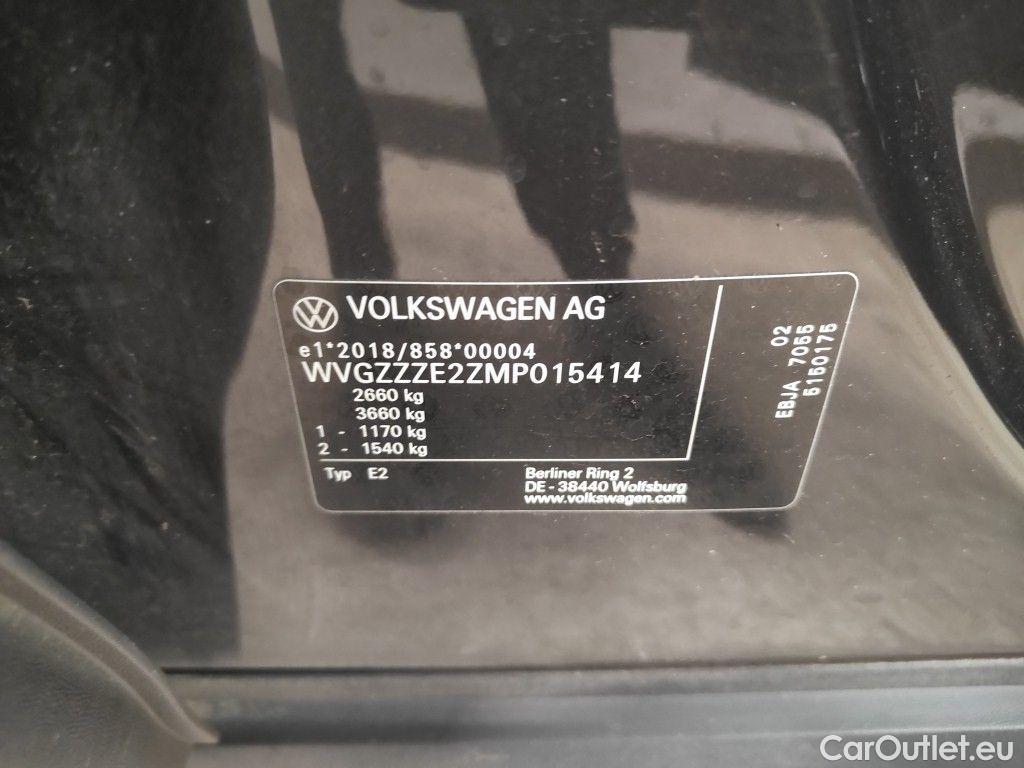 VOLKSWAGEN AG
e1*2018/858*00004
WVGZZZE2ZMP015414
2660 kg
3660 kg
1 - 1170 kg
2 - 1540 kg
Typ E2
Berliner Ring 2
DE - 38440 Wolfsburg
www.volkswagen.com
EBJA 7055 02
5150175
CarOutlet.eu